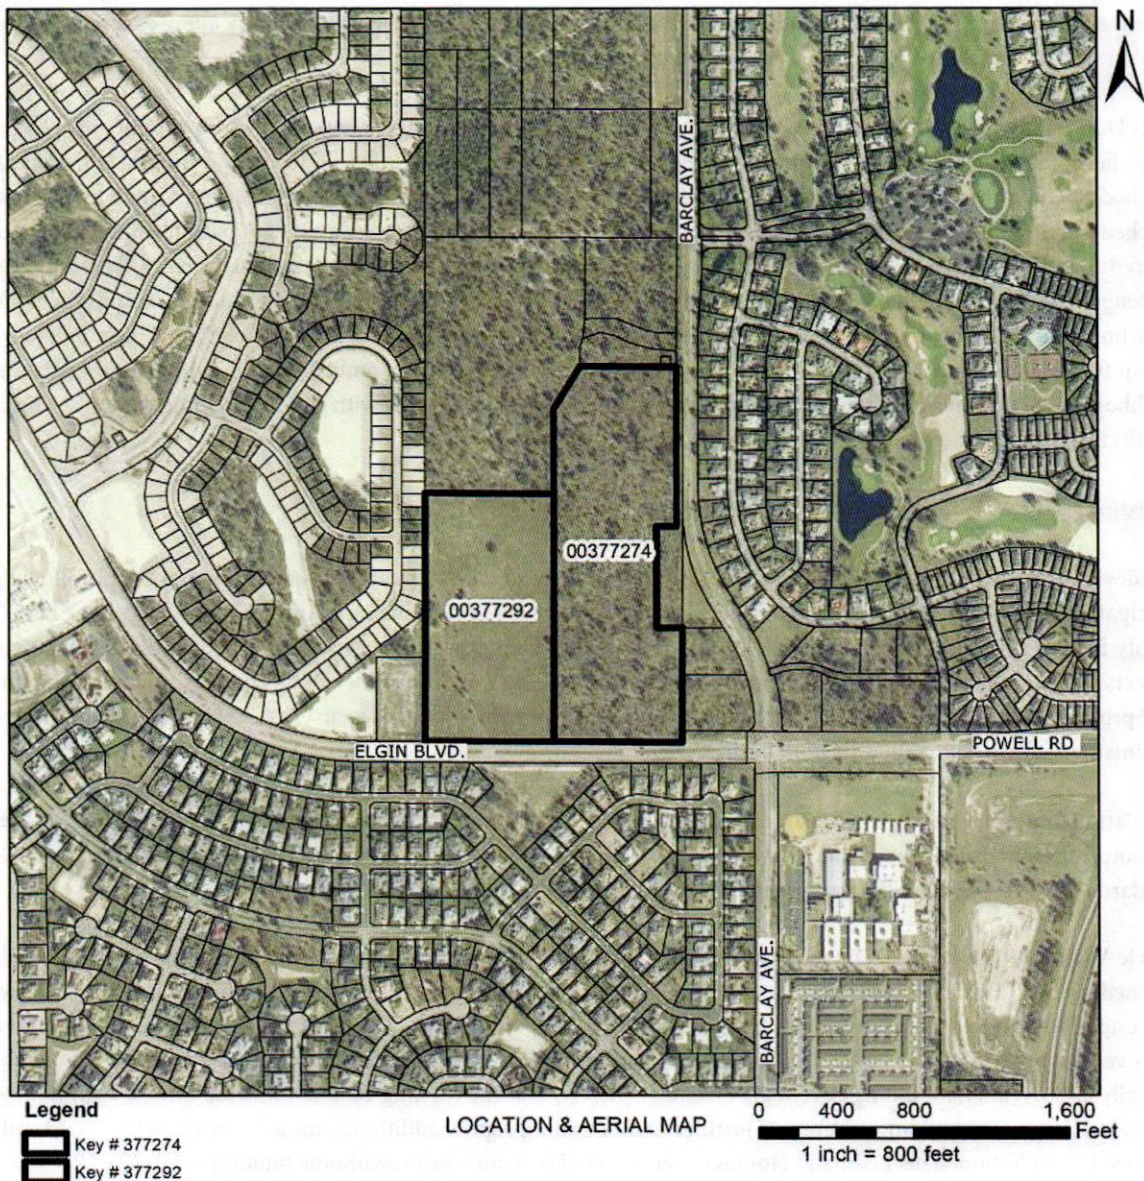 N
BARCLAY AVE.
00377274
00377292
ELGIN BLVD.
POWELL RD
BARCLAY AVE.
Legend
Key # 377274
Key # 377292
LOCATION & AERIAL MAP
0 400 800 1,600
Feet
1 inch = 800 feet